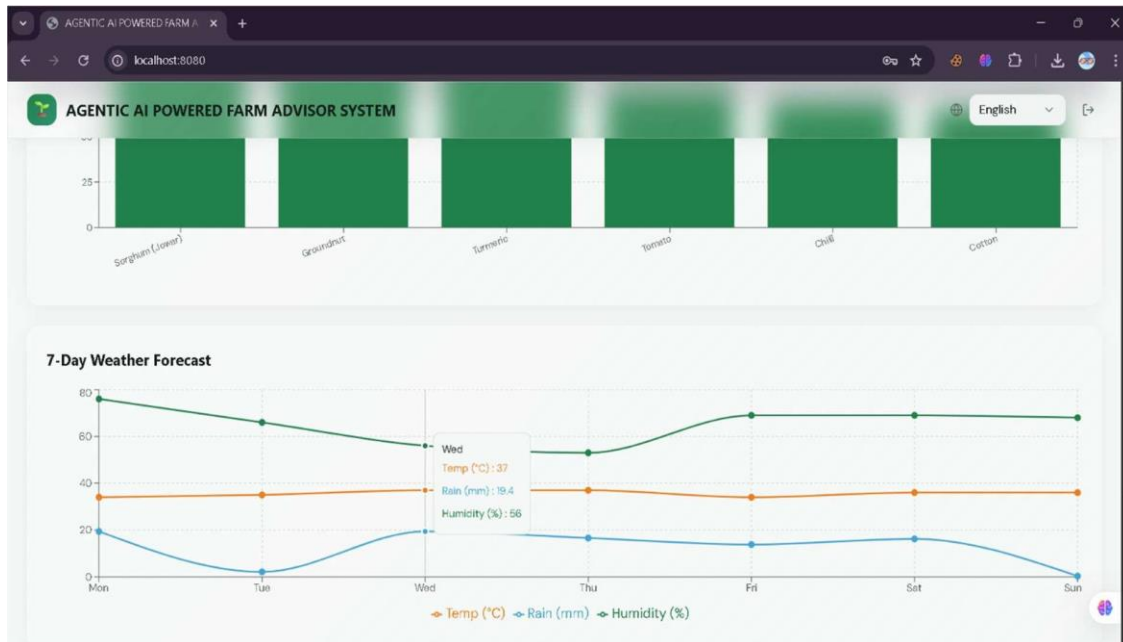 AGENTIC AI POWERED FARM A
localhost:8080
AGENTIC AI POWERED FARM ADVISOR SYSTEM
English
25
0
Sorghum (Jowar) Groundnut Turmeric Tomato Chilli Cotton
7-Day Weather Forecast
80
60
40
20
0
Wed
Temp (°C) : 37
Rain (mm) : 19.4
Humidity (%) : 56
Mon Tue Wed Thu Fri Sat Sun
Temp (°C) Rain (mm) Humidity (%)